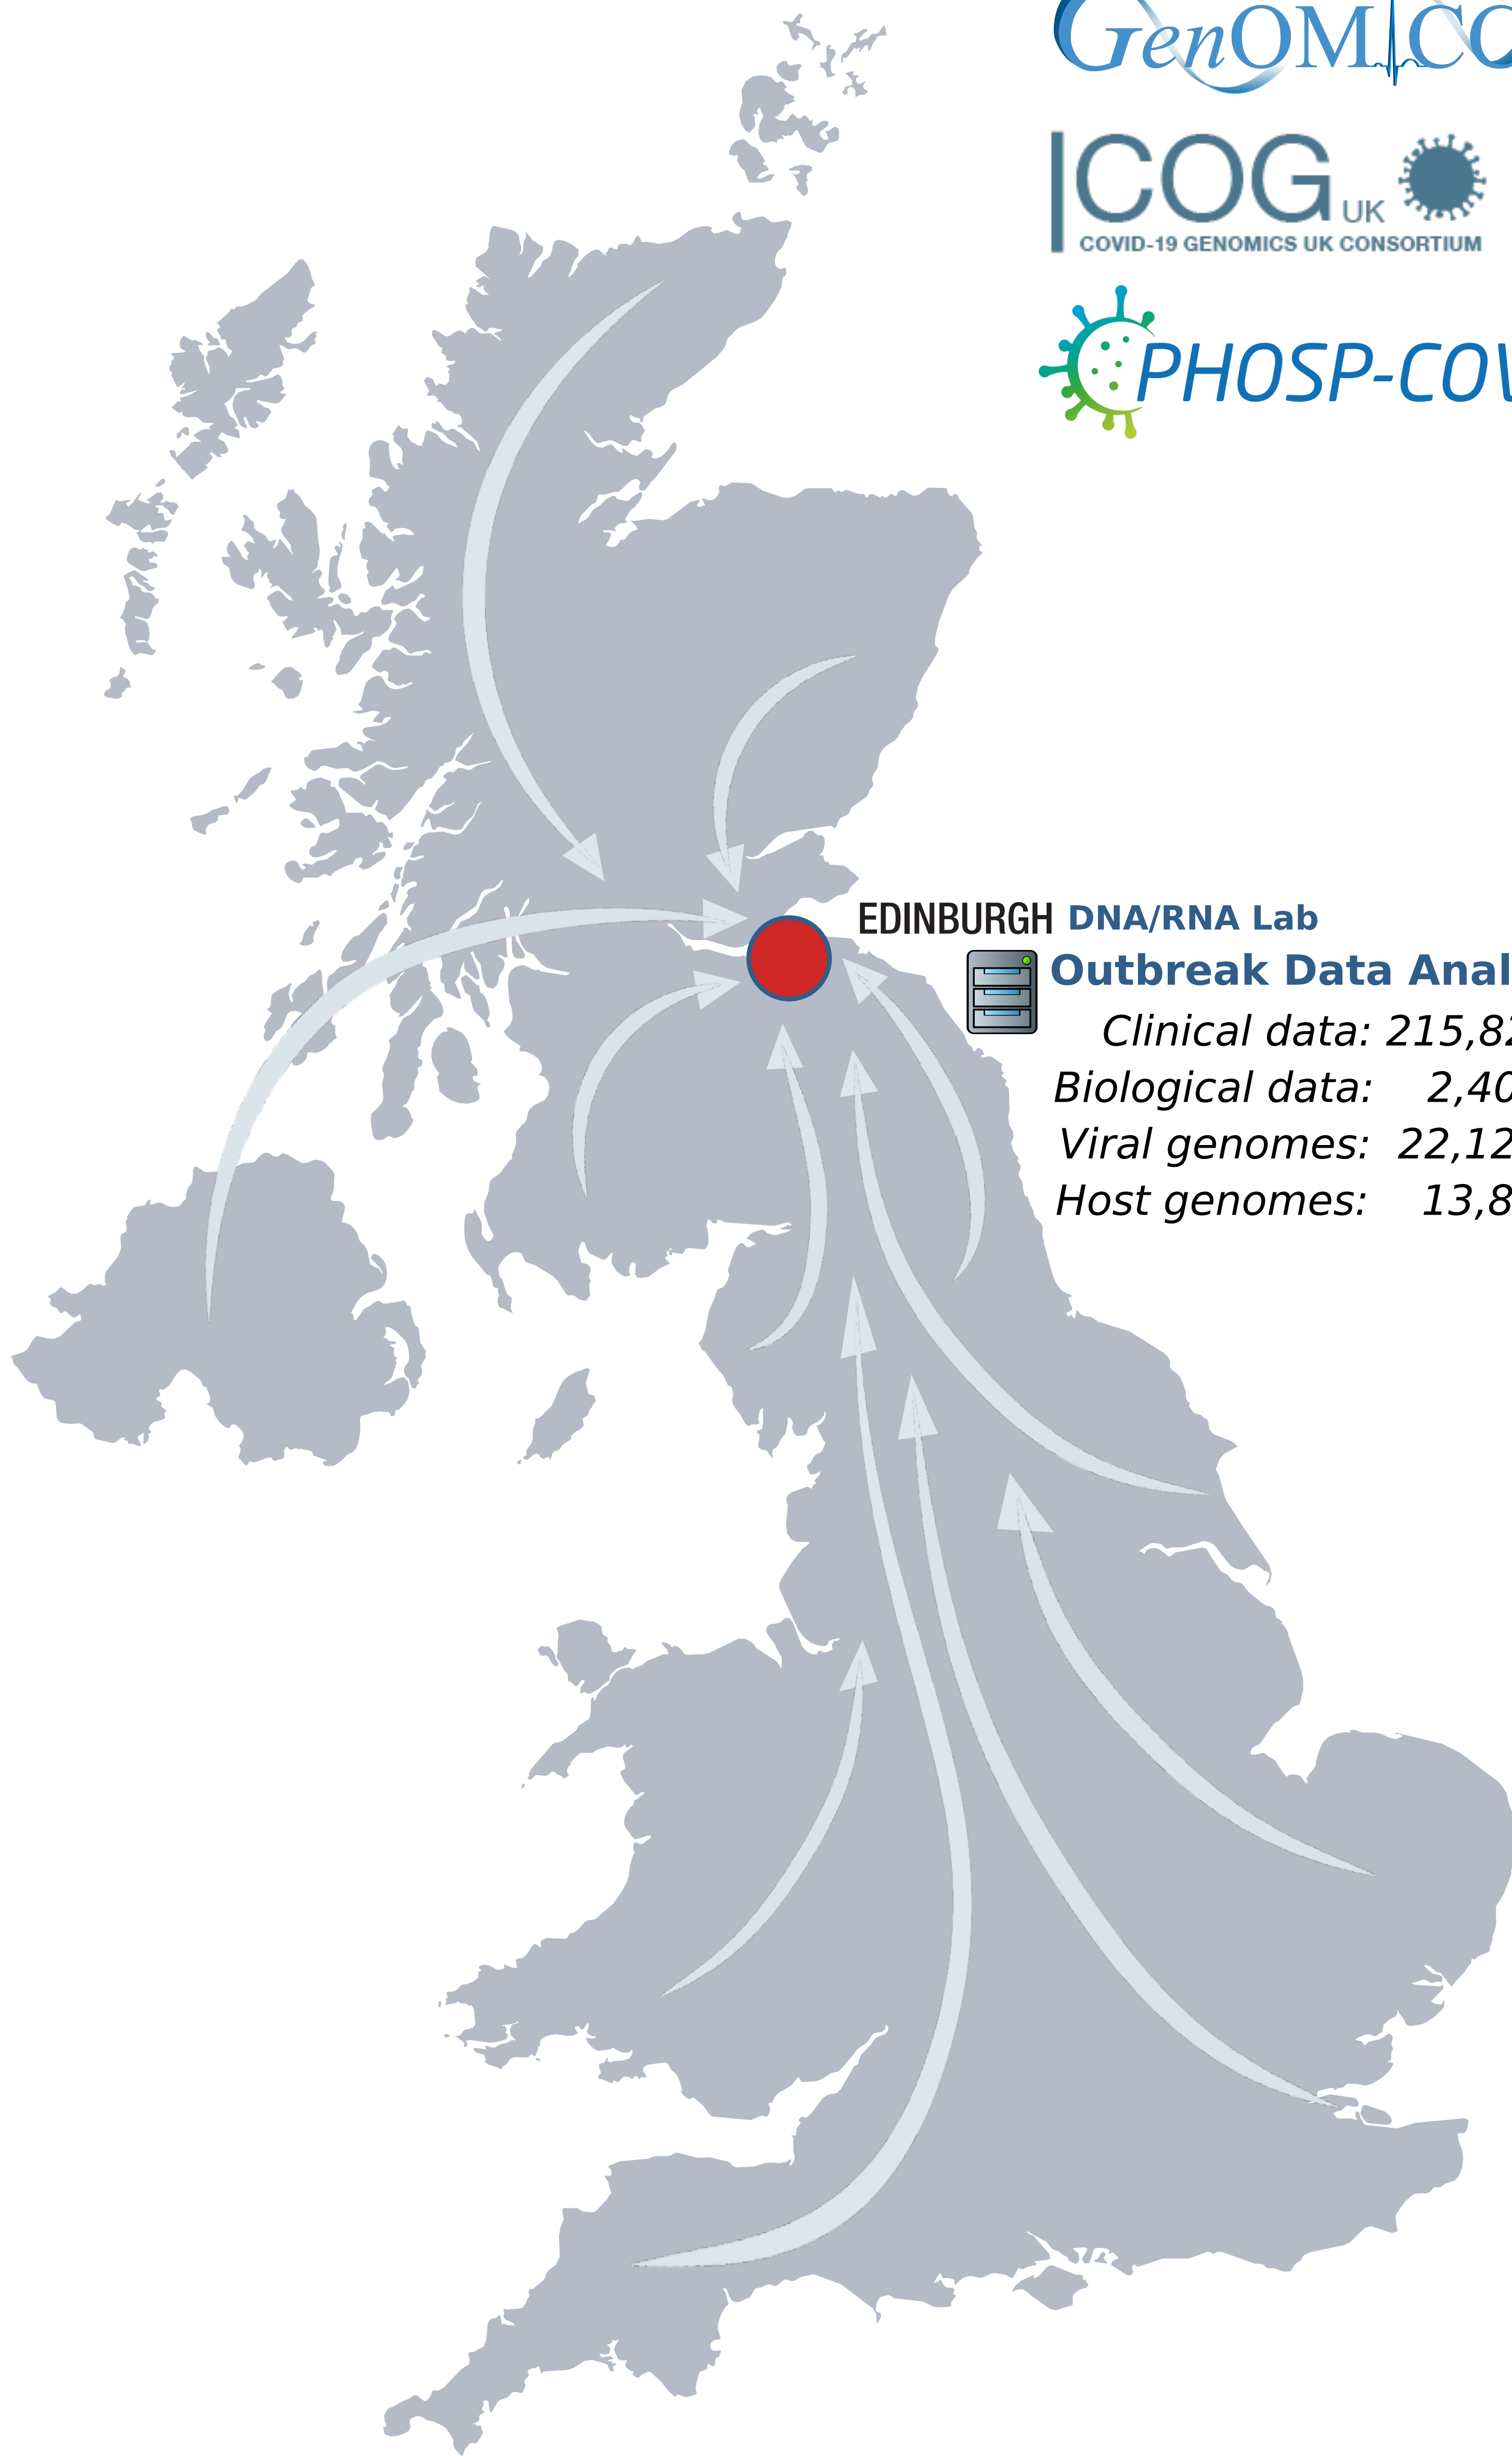 GenOMICC
COG UK
COVID-19 GENOMICS UK CONSORTIUM
PHOSP-COV
EDINBURGH DNA/RNA Lab
Outbreak Data Anal
Clinical data: 215,82
Biological data: 2,40
Viral genomes: 22,12
Host genomes: 13,8